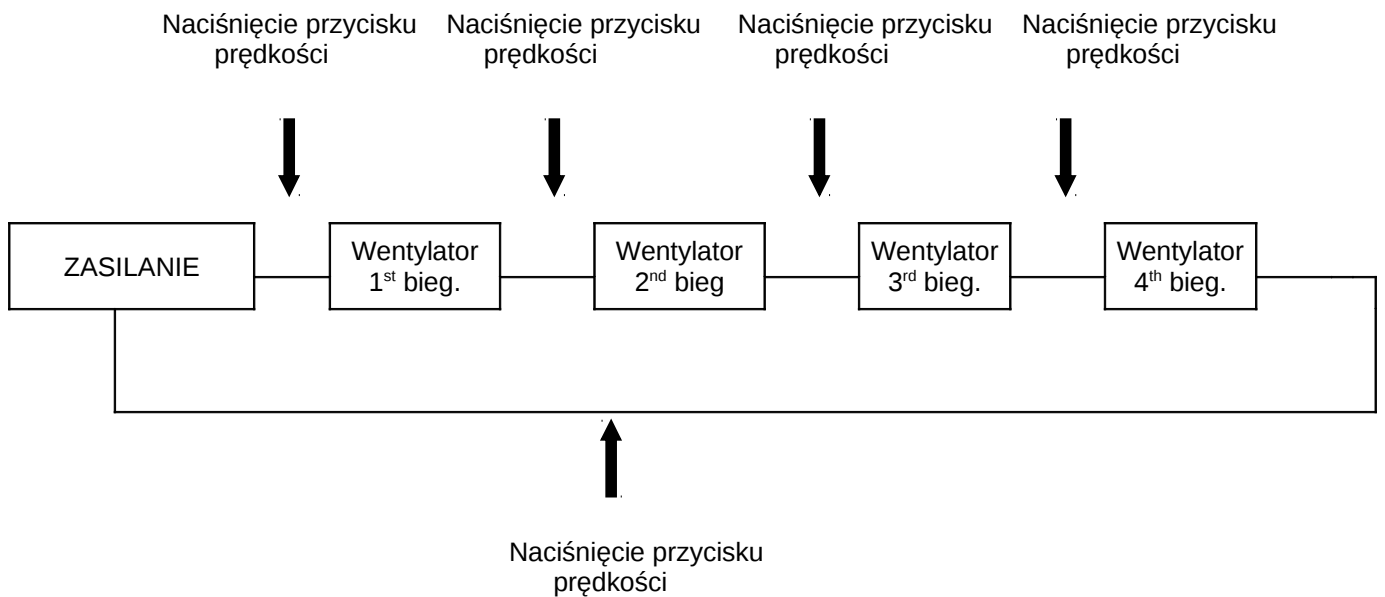 Naciśnięcie przycisku
prędkości
Naciśnięcie przycisku
prędkości
Naciśnięcie przycisku
prędkości
Naciśnięcie przycisku
prędkości
ZASILANIE
Wentylator
1st bieg.
Wentylator
2nd bieg
Wentylator
3rd bieg.
Wentylator
4th bieg.
Naciśnięcie przycisku
prędkości